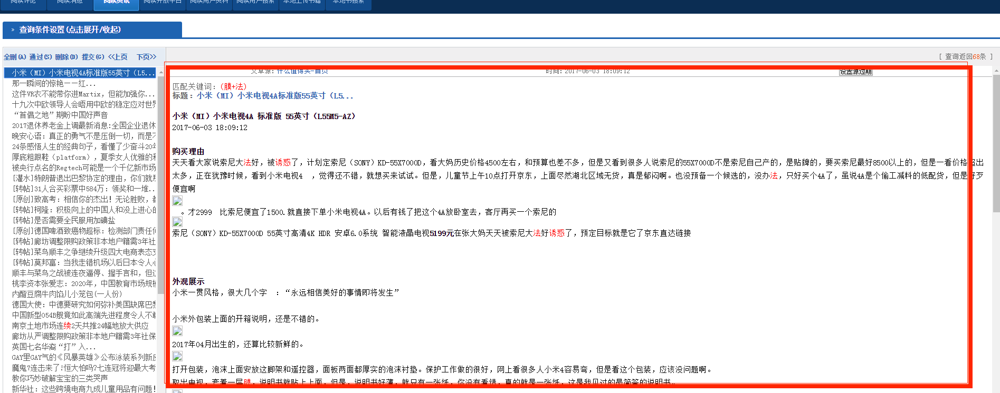 阅读评论 阅读消息 阅读资讯 阅读开放平台 阅读用户资料 阅读用户搜索 本地上传书籍 本地书搜索
» 查询条件设置(点击展开/收起)
全删(A) 通过(S) 删除(D) 提交(G) <<上页 下页>>
[ 查询返回68条 ]
小米（MI）小米电视4A标准版55英寸（L5...
那一瞬间的惊艳——红...
这件VR衣不能带你进Martix，但能加强你...
十九次中欧领导人会晤用中欧的稳定应对世界
“首倡之地”期盼中国好声音
2017退休养老金上调最新消息:全国企业退休
晚安心语：真正的勇气不是压倒一切，而是不
24条感悟人生的经典句子，看懂了少奋斗20年
厚底粗跟鞋（platform），夏季女人优雅的利
被央行点名的Regtech可能是一个千亿新市场
[灌水]特朗普退出巴黎协定的理由，你们就别
[转帖]31人合买彩票中584万：领奖和一堆...
[原创]致高考：相信你的杰出！无论胜败，都
[转帖]柯隆：积极向上的中国人和没上进心的
[转帖]是否需要全民服用加碘盐
[原创]德国啤酒致癌物超标：检测部门责任何
[转帖]廊坊调整限购政策非本地户籍需3年社
[转帖]菜鸟顺丰之争继续升级四大电商表态支
[转帖]莫邦富：当我走错机场以后日本令人心
顺丰与菜鸟之战被连夜逼停、握手言和，但这
桃李资本张爱志：2020年，中国教育市场规模
内酯豆腐牛肉馅儿小笼包(一人份)
德国大使：中德要研究如何弥补美国缺席巴黎
中国新型054B舰竟如此高端先进程度令人不敢
南京土地市场连续2天共推24幅地放大供应
廊坊从严调整限购政策非本地户籍需3年社保
英国七名华裔“打”入...
GAY里GAY气的《风暴英雄》公布泳装系列新皮
魔鬼7连击来了!恒大怕吗?七连冠将迎最大考
教你巧妙破解宝宝的三类哭声
新华社：这些跨境电商九成儿童用品有问题！
文章源：什么值得买-首页 时间：2017-06-03 18:09:12 设置源过期
匹配关键词：(膜+法)
标题：小米（MI）小米电视4A标准版55英寸（L5...
小米（MI）小米电视4A 标准版 55英寸（L55M5-AZ）
2017-06-03 18:09:12
购买理由
天天看大家说索尼大法好，被诱惑了，计划定索尼（SONY）KD-55X7000D，看大妈历史价格4500左右，和预算也差不多，但是又看到很多人说索尼的55X7000D不是索尼自己产的，是贴牌的，要买索尼最好8500以上的，但是一看价格超出
太多，正在犹豫时候，看到小米电视4 ，觉得还不错，就想买来试试。但是，儿童节上午10点打开京东，上面尽然湖北区域无货，真是郁闷啊。也没预备一个候选的，没办法，只好买个4A了，虽说4A是个偷工减料的低配货，但是好歹
便宜啊
。才2999 比索尼便宜了1500.就直接下单小米电视4A。以后有钱了把这个4A放卧室去，客厅再买一个索尼的
索尼（SONY）KD-55X7000D 55英寸高清4K HDR 安卓6.0系统 智能液晶电视5199元在张大妈天天被索尼大法好诱惑了，预定目标就是它了京东直达链接
外观展示
小米一贯风格，很大几个字 ：“永远相信美好的事情即将发生”
小米外包装上面的开箱说明，还是不错的。
2017年04月出生的，还算比较新鲜的。
打开包装，泡沫上面安放这脚架和遥控器，面板两面都厚实的泡沫衬垫。保护工作做的很好，网上看很多人小米4容易弯，但是看这个包装，应该没问题啊。
取出电视，套着一层膜，说明书就贴上上面，但是，说明书好薄，就只有一张纸，你没有看错，真的就是一张纸，这是我见过的最简答的说明书。